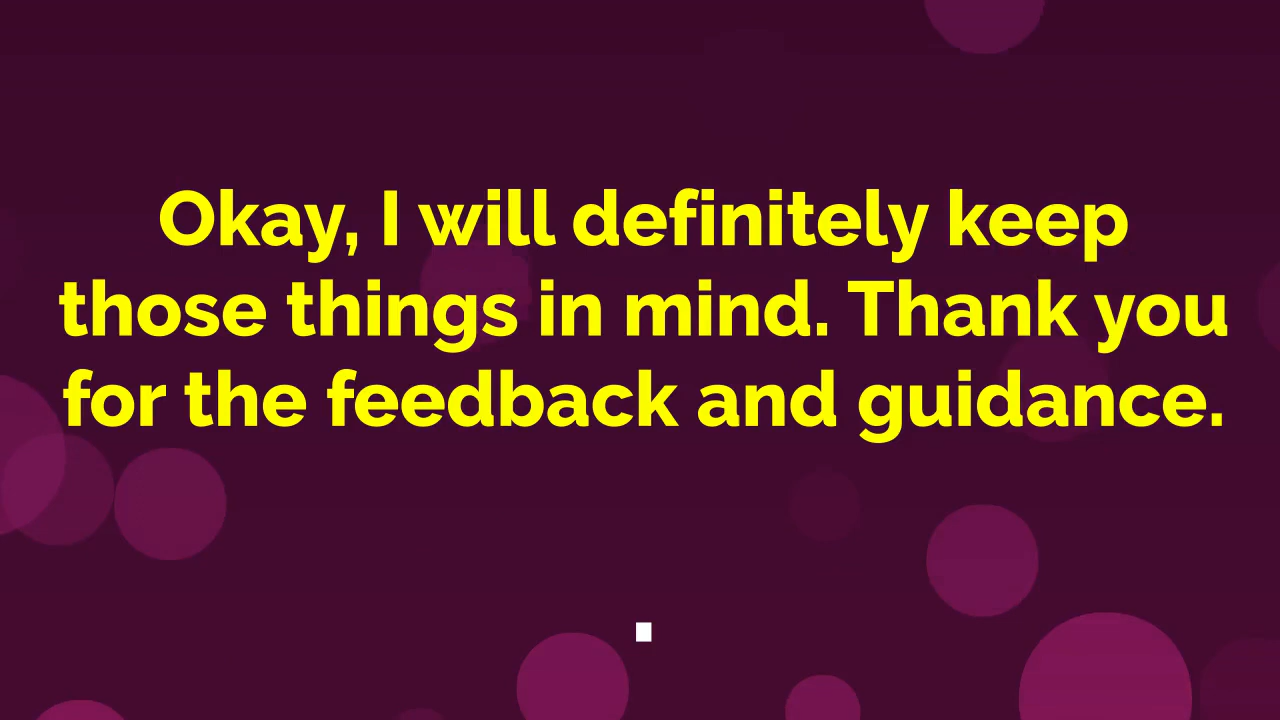 Okay, I will definitely keep
those things in mind. Thank you
for the feedback and guidance.
.